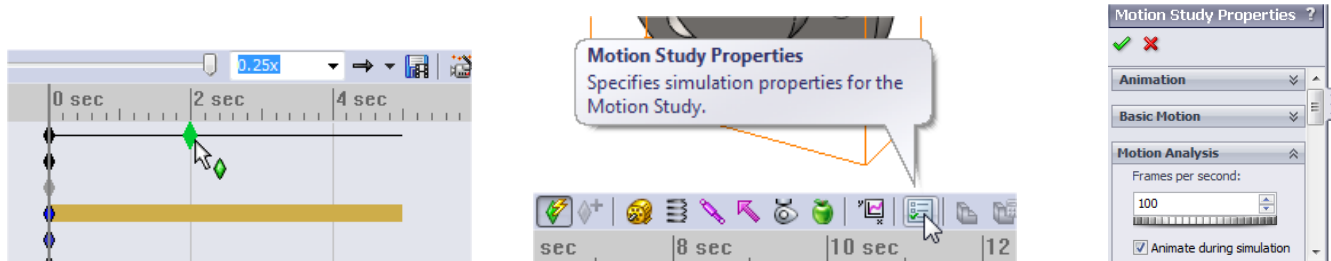 0.25x
0 sec
2 sec
4 sec
Motion Study Properties
Specifies simulation properties for the
Motion Study.
sec
8 sec
10 sec
12
Motion Study Properties ?
Animation
Basic Motion
Motion Analysis
Frames per second:
100
Animate during simulation